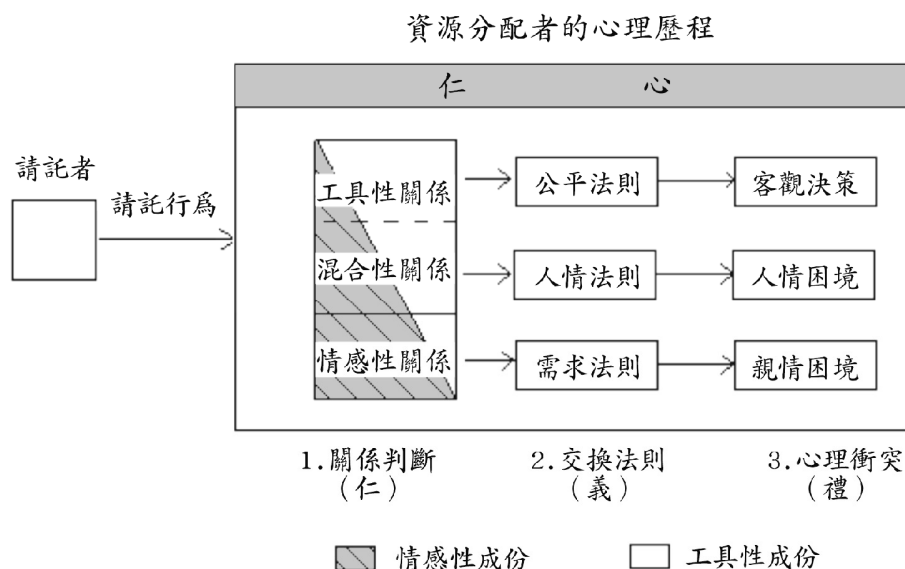 資源分配者的心理歷程
仁 心
請託者
請託行爲
工具性關係
公平法則
客觀決策
混合性關係
人情法則
人情困境
情感性關係
需求法則
親情困境
1.關係判斷
(仁)
2.交換法則
(義)
3.心理衝突
(禮)
情感性成份
工具性成份